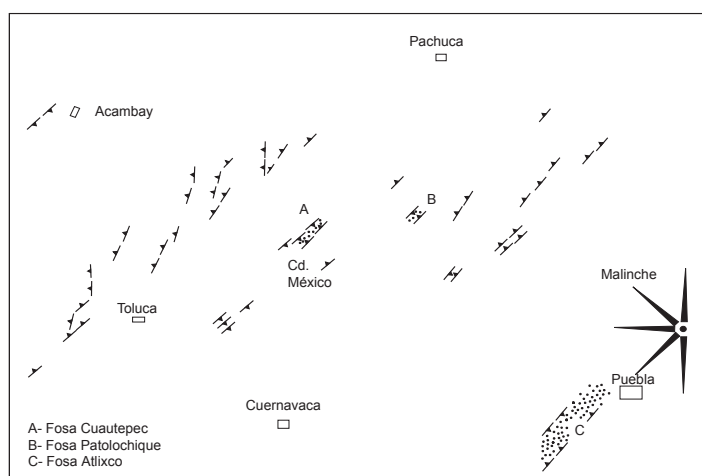 Pachuca
Acambay
A
B
Cd.
México
Malinche
Toluca
Puebla
Cuernavaca
C
A- Fosa Cuautepec
B- Fosa Patolochique
C- Fosa Atlixco